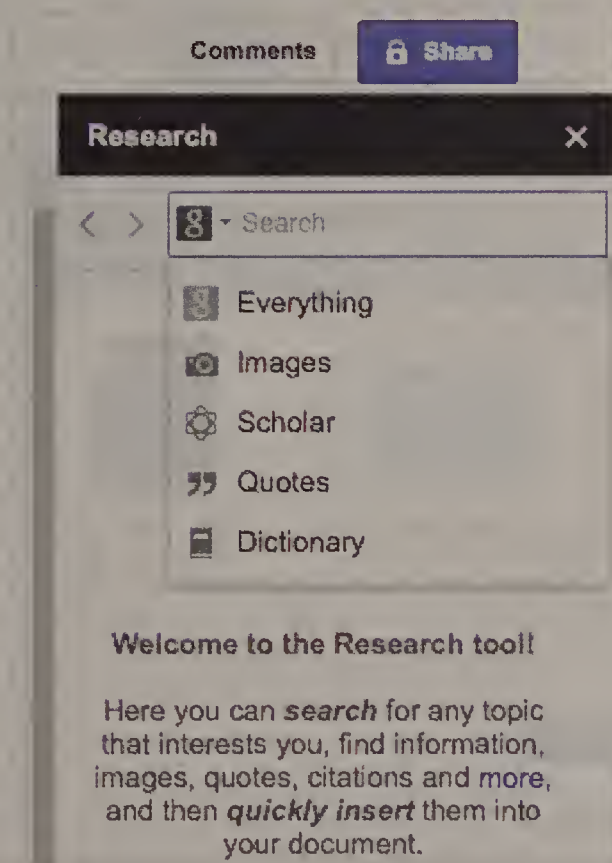 Comments Share
Research ×
< > g Search
Everything
Images
Scholar
Quotes
Dictionary
Welcome to the Research tool!
Here you can search for any topic
that interests you, find information,
images, quotes, citations and more,
and then quickly insert them into
your document.